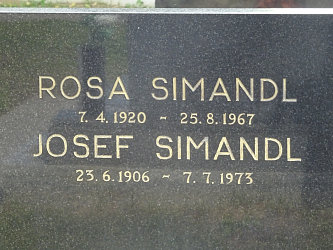 ROSA SIMANDL
7. 4. 1920 ~ 25. 8. 1967
JOSEF SIMANDL
23. 6. 1906 ~ 7. 7. 1973